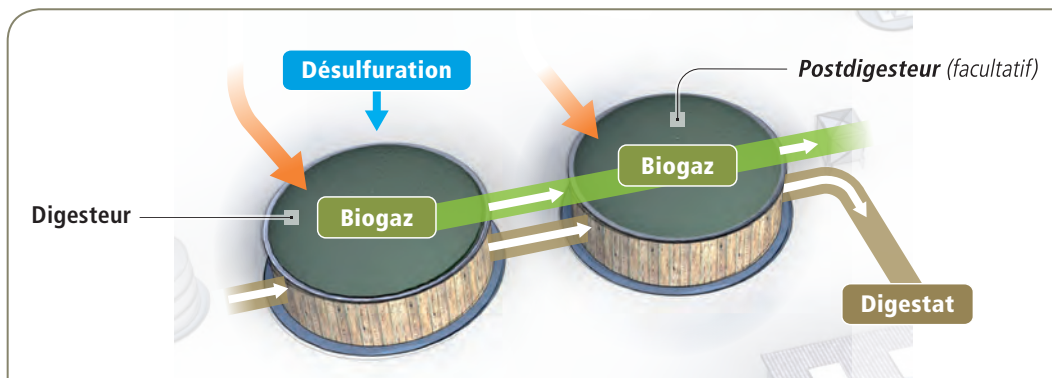 Désulfuration
Postdigesteur (facultatif)
Biogaz
Digesteur
Biogaz
Digestat